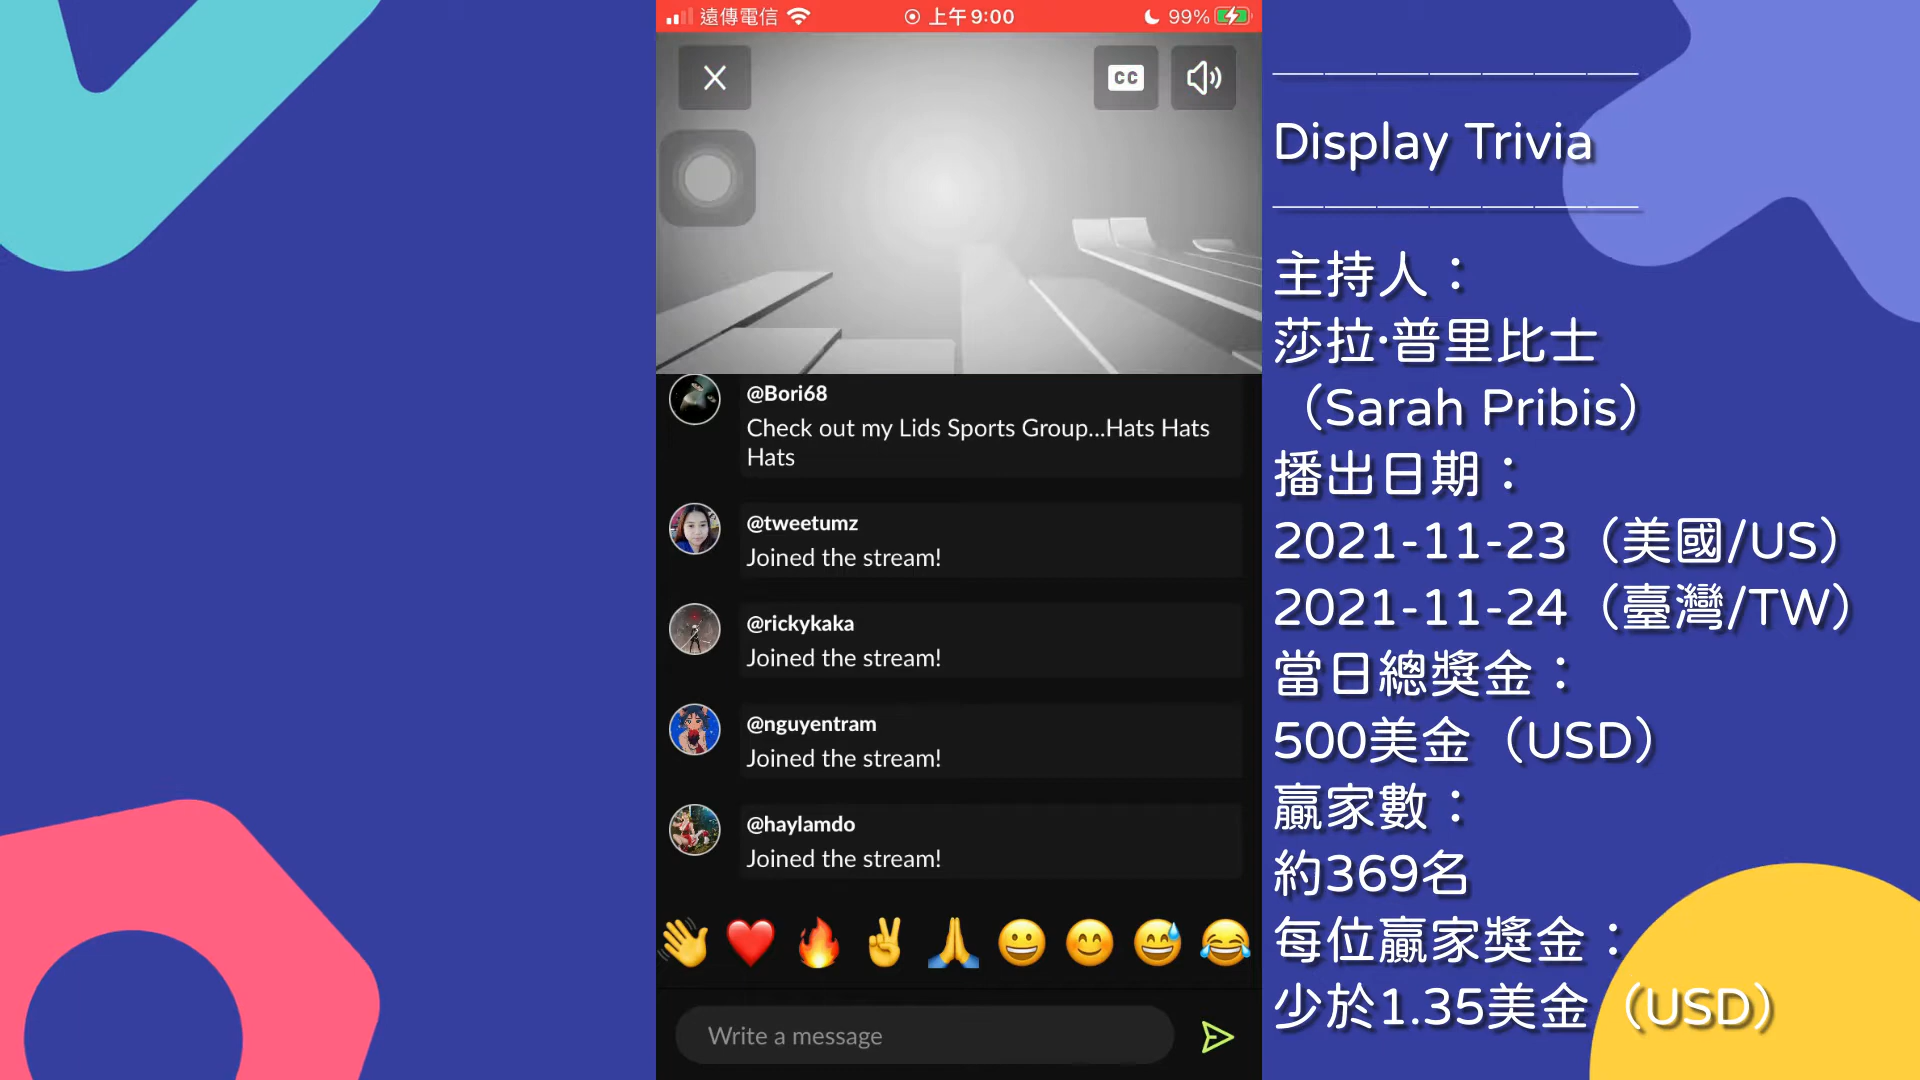 遠傳電信
上午9:00
99%
CC
@Bori68
Check out my Lids Sports Group...Hats Hats
Hats
@tweetumz
Joined the stream!
@rickykaka
Joined the stream!
@nguyentram
Joined the stream!
@haylamdo
Joined the stream!
Write a message
Display Trivia
主持人：
莎拉·普里比士
（Sarah Pribis）
播出日期：
2021-11-23（美國/US）
2021-11-24（臺灣/TW）
當日總獎金：
500美金（USD）
贏家數：
約369名
每位贏家獎金：
少於1.35美金（USD）